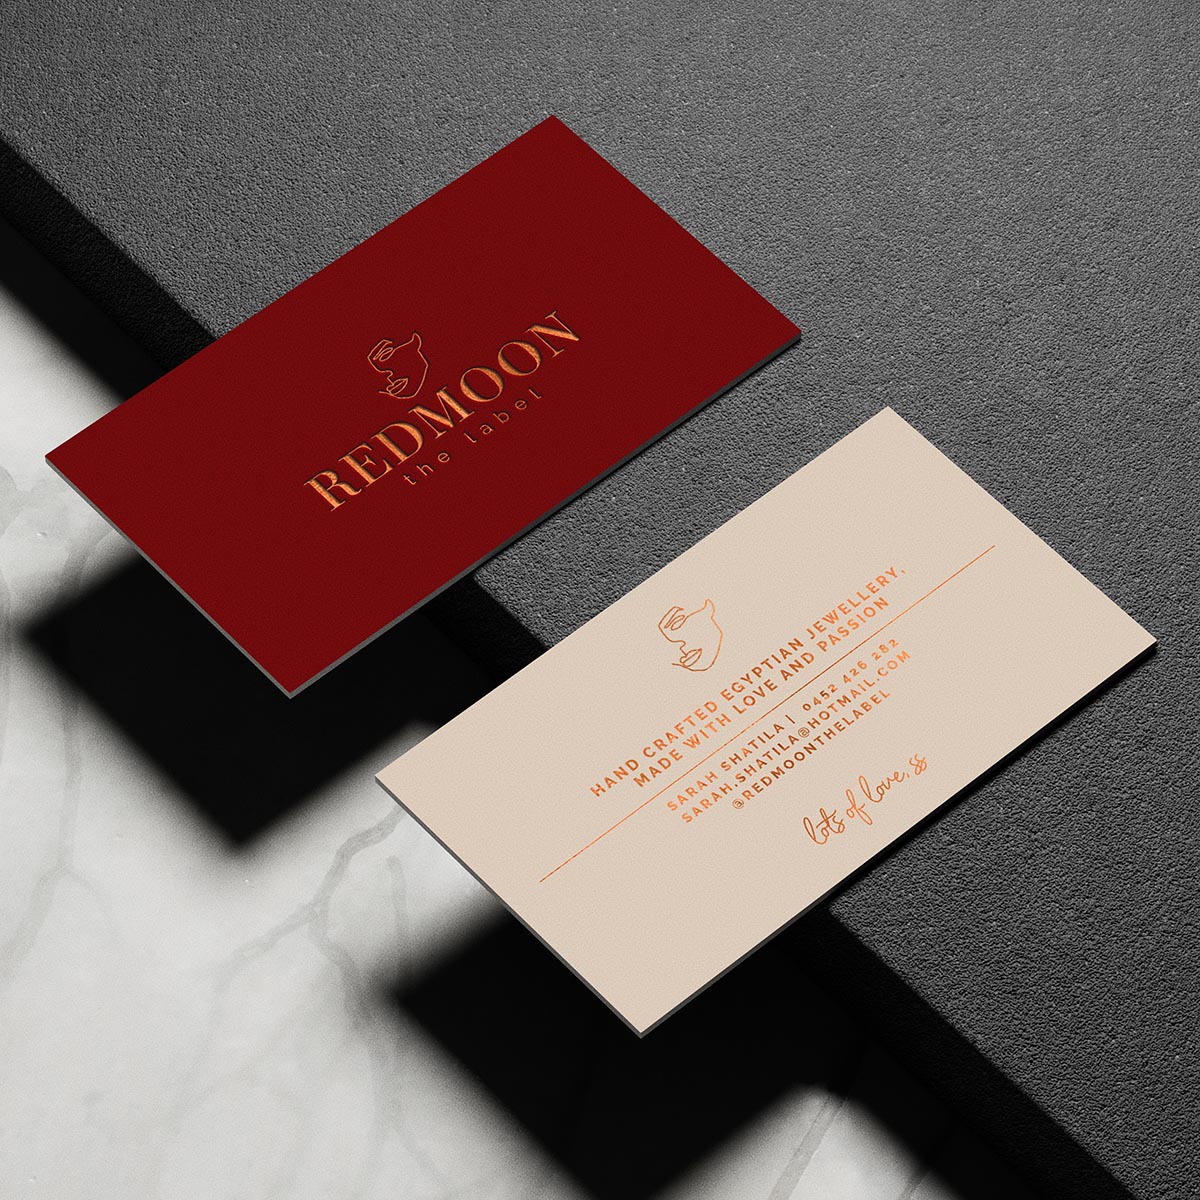 REDMOON
the label
HAND CRAFTED EGYPTIAN JEWELLERY,
MADE WITH LOVE AND PASSION
SARAH SHATILA | 0452 426 282
SARAH.SHATILA@HOTMAIL.COM
@REDMOONTHELABEL
lots of love, ss